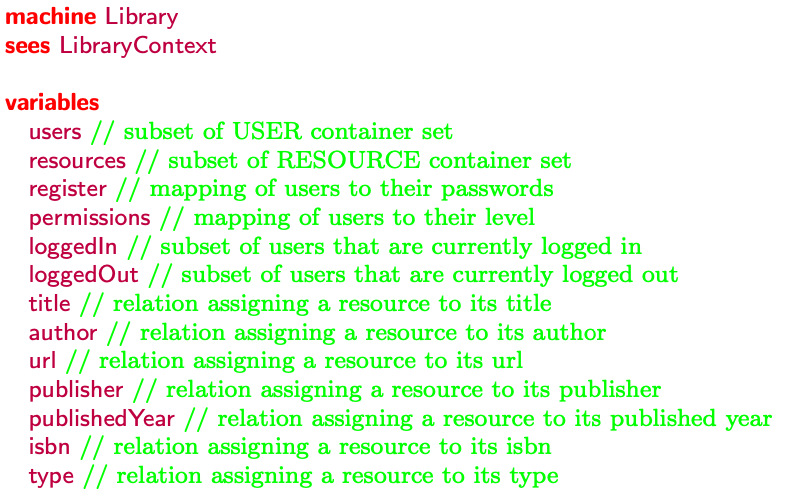 machine Library
sees LibraryContext
variables
users // subset of USER container set
resources // subset of RESOURCE container set
register // mapping of users to their passwords
permissions // mapping of users to their level
loggedIn // subset of users that are currently logged in
loggedOut // subset of users that are currently logged out
title // relation assigning a resource to its title
author // relation assigning a resource to its author
url // relation assigning a resource to its url
publisher // relation assigning a resource to its publisher
publishedYear // relation assigning a resource to its published year
isbn // relation assigning a resource to its isbn
type // relation assigning a resource to its type